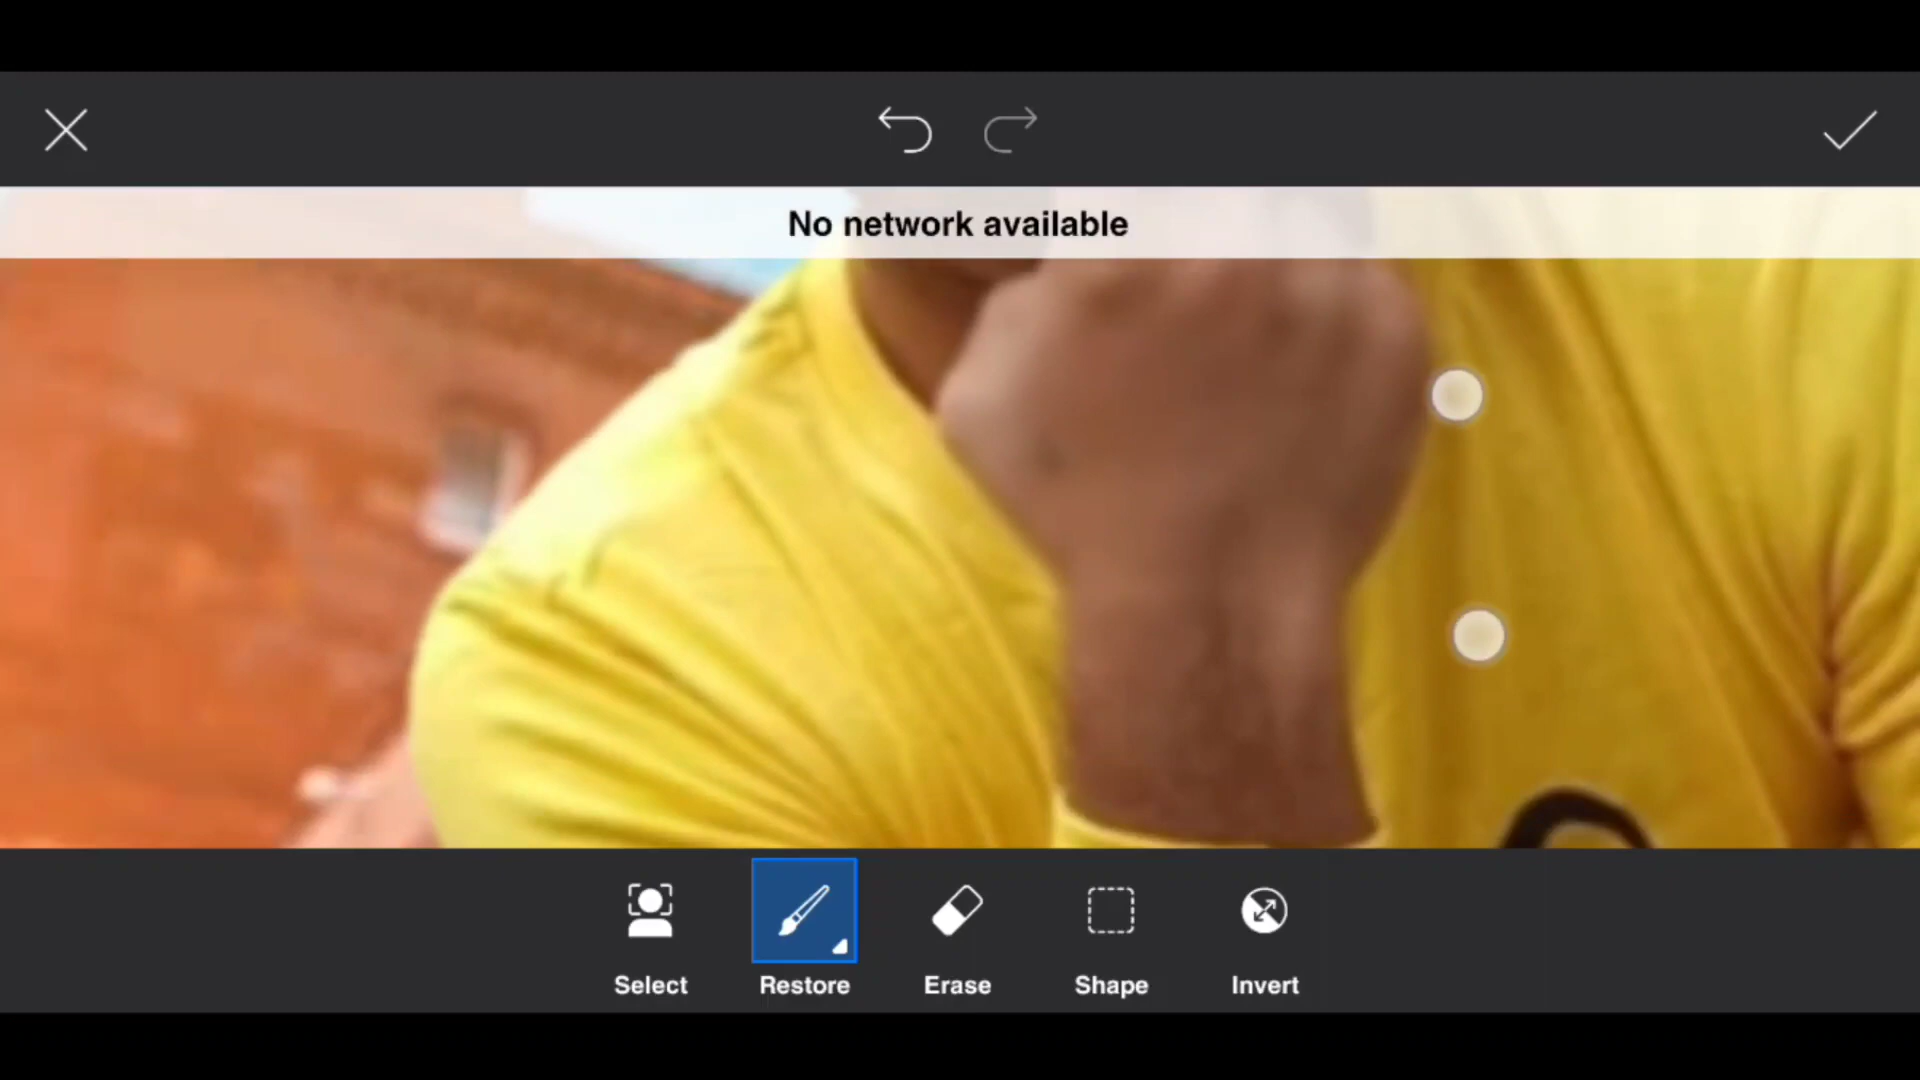 No network available
Select
Restore
Erase
Shape
Invert